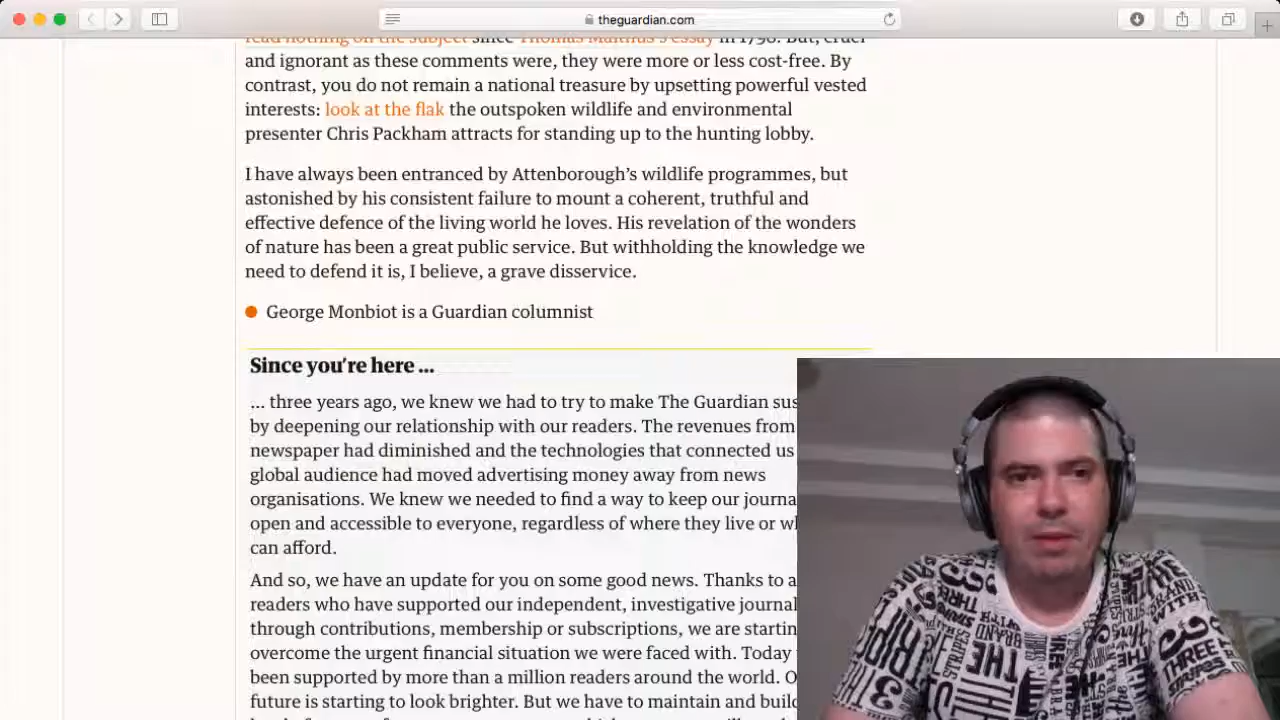 theguardian.com
read nothing on the subject since Thomas Malthus's essay in 1798. But, cruel
and ignorant as these comments were, they were more or less cost-free. By
contrast, you do not remain a national treasure by upsetting powerful vested
interests: look at the flak the outspoken wildlife and environmental
presenter Chris Packham attracts for standing up to the hunting lobby.
I have always been entranced by Attenborough’s wildlife programmes, but
astonished by his consistent failure to mount a coherent, truthful and
effective defence of the living world he loves. His revelation of the wonders
of nature has been a great public service. But withholding the knowledge we
need to defend it is, I believe, a grave disservice.
George Monbiot is a Guardian columnist
Since you’re here ...
... three years ago, we knew we had to try to make The Guardian sus
by deepening our relationship with our readers. The revenues from
newspaper had diminished and the technologies that connected us
global audience had moved advertising money away from news
organisations. We knew we needed to find a way to keep our journa
open and accessible to everyone, regardless of where they live or wh
can afford.
And so, we have an update for you on some good news. Thanks to a
readers who have supported our independent, investigative journal
through contributions, membership or subscriptions, we are startin
overcome the urgent financial situation we were faced with. Today
been supported by more than a million readers around the world. O
future is starting to look brighter. But we have to maintain and build
THREE
BRAND
WITH
THE
STRIPES
THREE